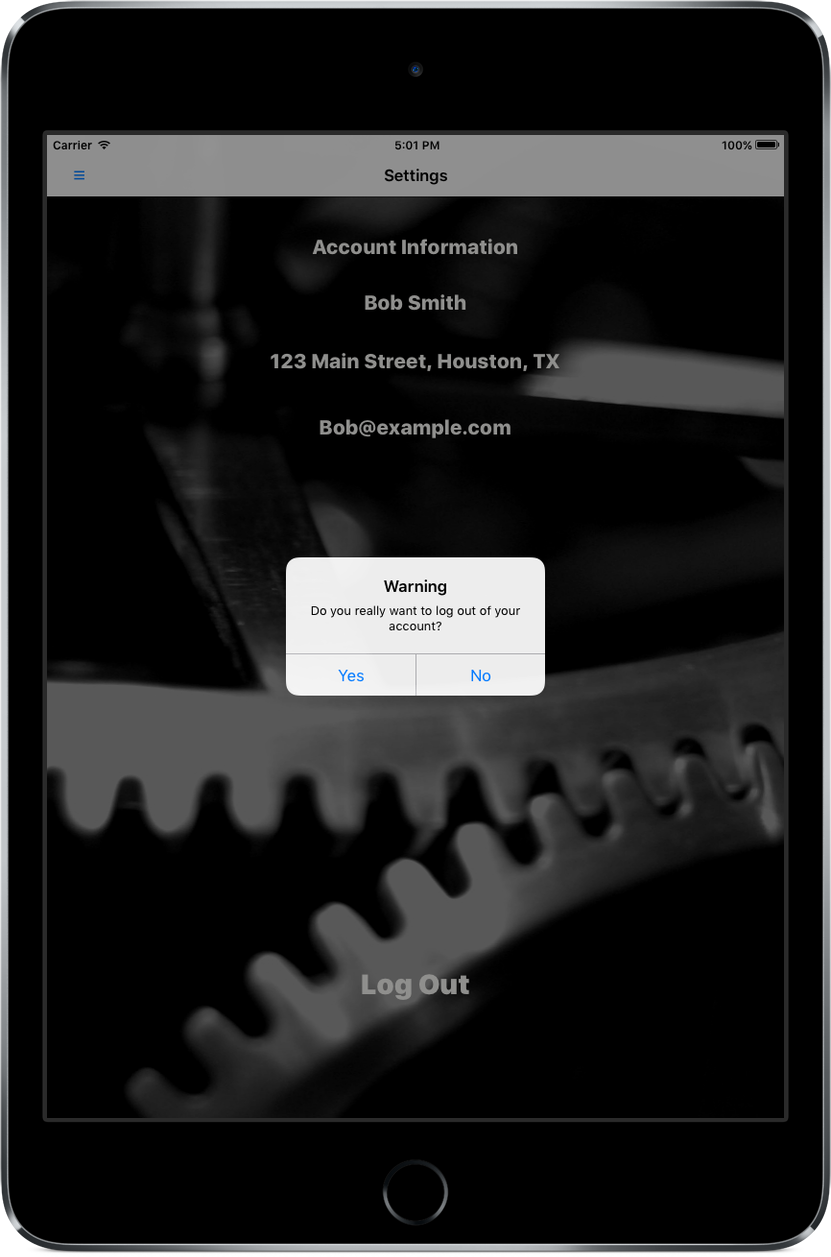 Carrier 5:01 PM 100%
Settings
Account Information
Bob Smith
123 Main Street, Houston, TX
Bob@example.com
Warning
Do you really want to log out of your
account?
Yes No
Log Out